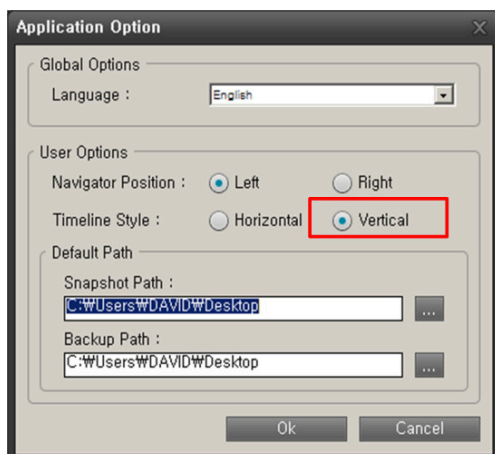 Application Option
Global Options
Language : English
User Options
Navigator Position : Left Right
Timeline Style : Horizontal Vertical
Default Path
Snapshot Path :
C:₩Users₩DAVID₩Desktop
...
Backup Path :
C:₩Users₩DAVID₩Desktop
...
Ok Cancel